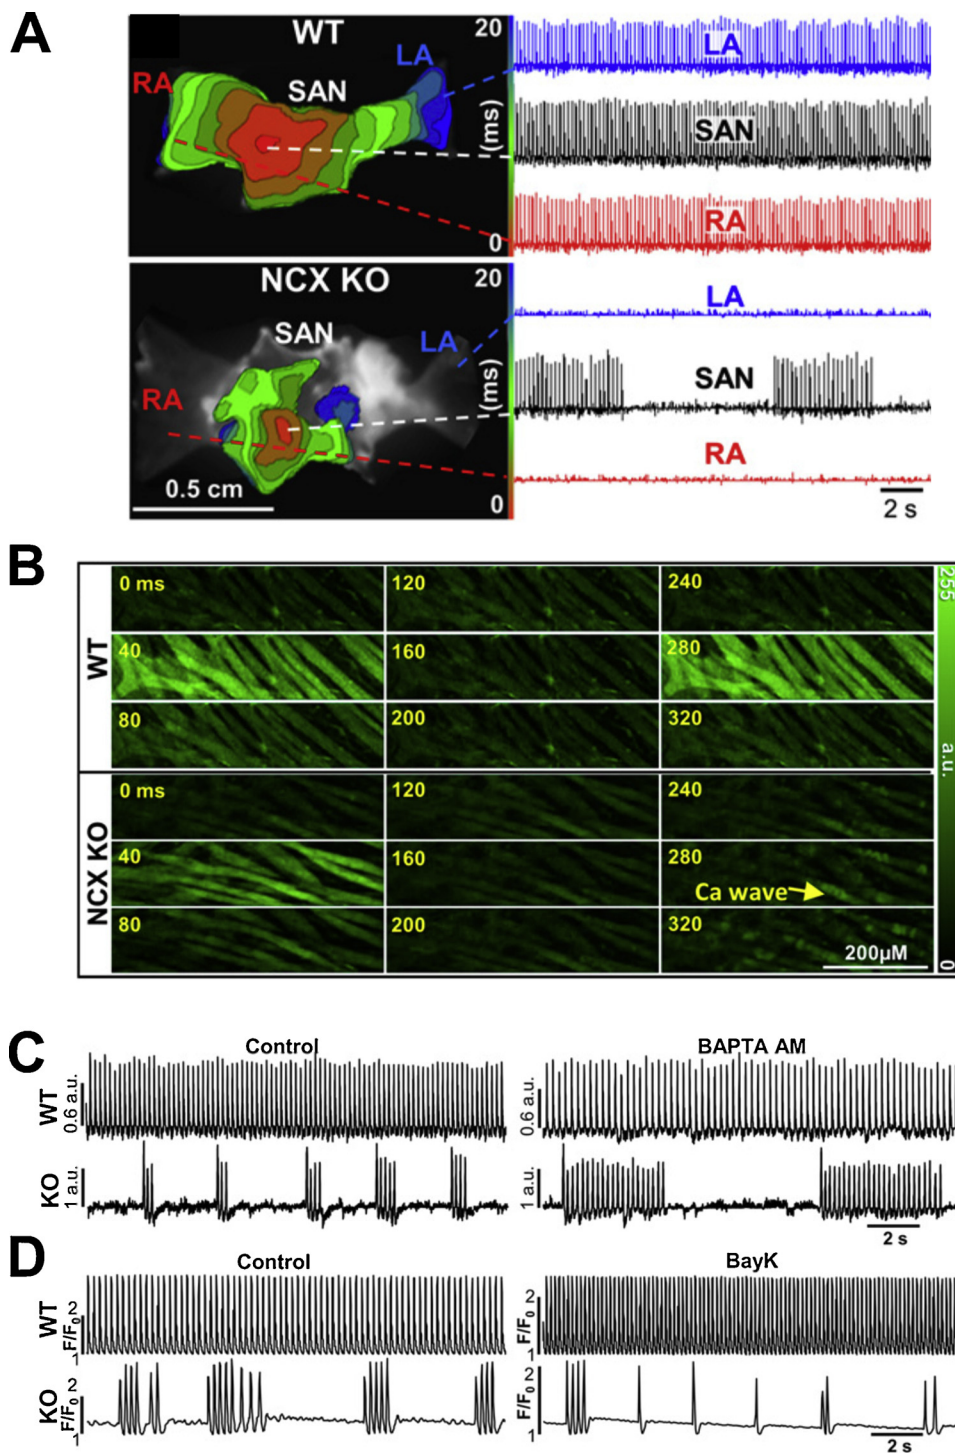 A
WT
20
RA
SAN
LA
(ms)
0
LA
SAN
RA
NCX KO
20
SAN
LA
RA
(ms)
0.5 cm
0
LA
SAN
RA
2 s
B
WT
0 ms
120
240
255
40
160
280
80
200
320
a.u.
NCX KO
0 ms
120
240
40
160
280
Ca wave
80
200
320
200µM
0
C
Control
BAPTA AM
WT
0.6 a.u.
0.6 a.u.
KO
1 a.u.
1 a.u.
2 s
D
Control
BayK
WT
F/F0
2
1
F/F0
2
1
KO
F/F0
2
1
F/F0
2
1
2 s